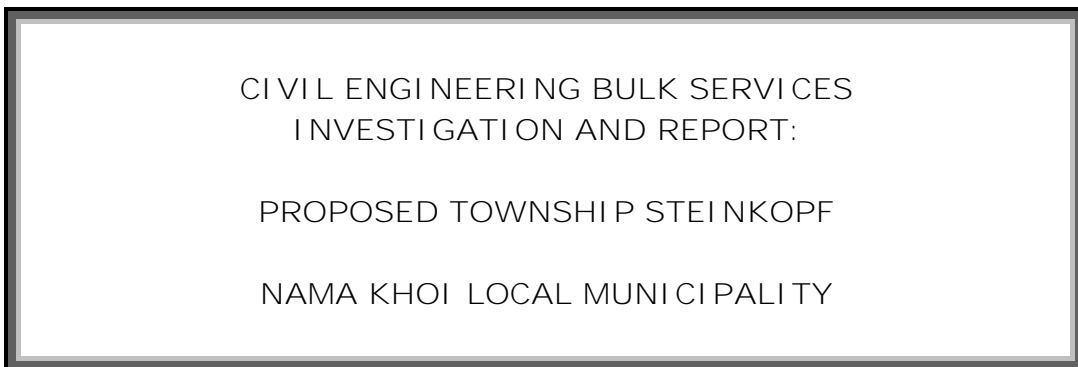 CIVIL ENGINEERING BULK SERVICES
INVESTIGATION AND REPORT:
PROPOSED TOWNSHIP STEINKOPF
NAMA KHOI LOCAL MUNICIPALITY